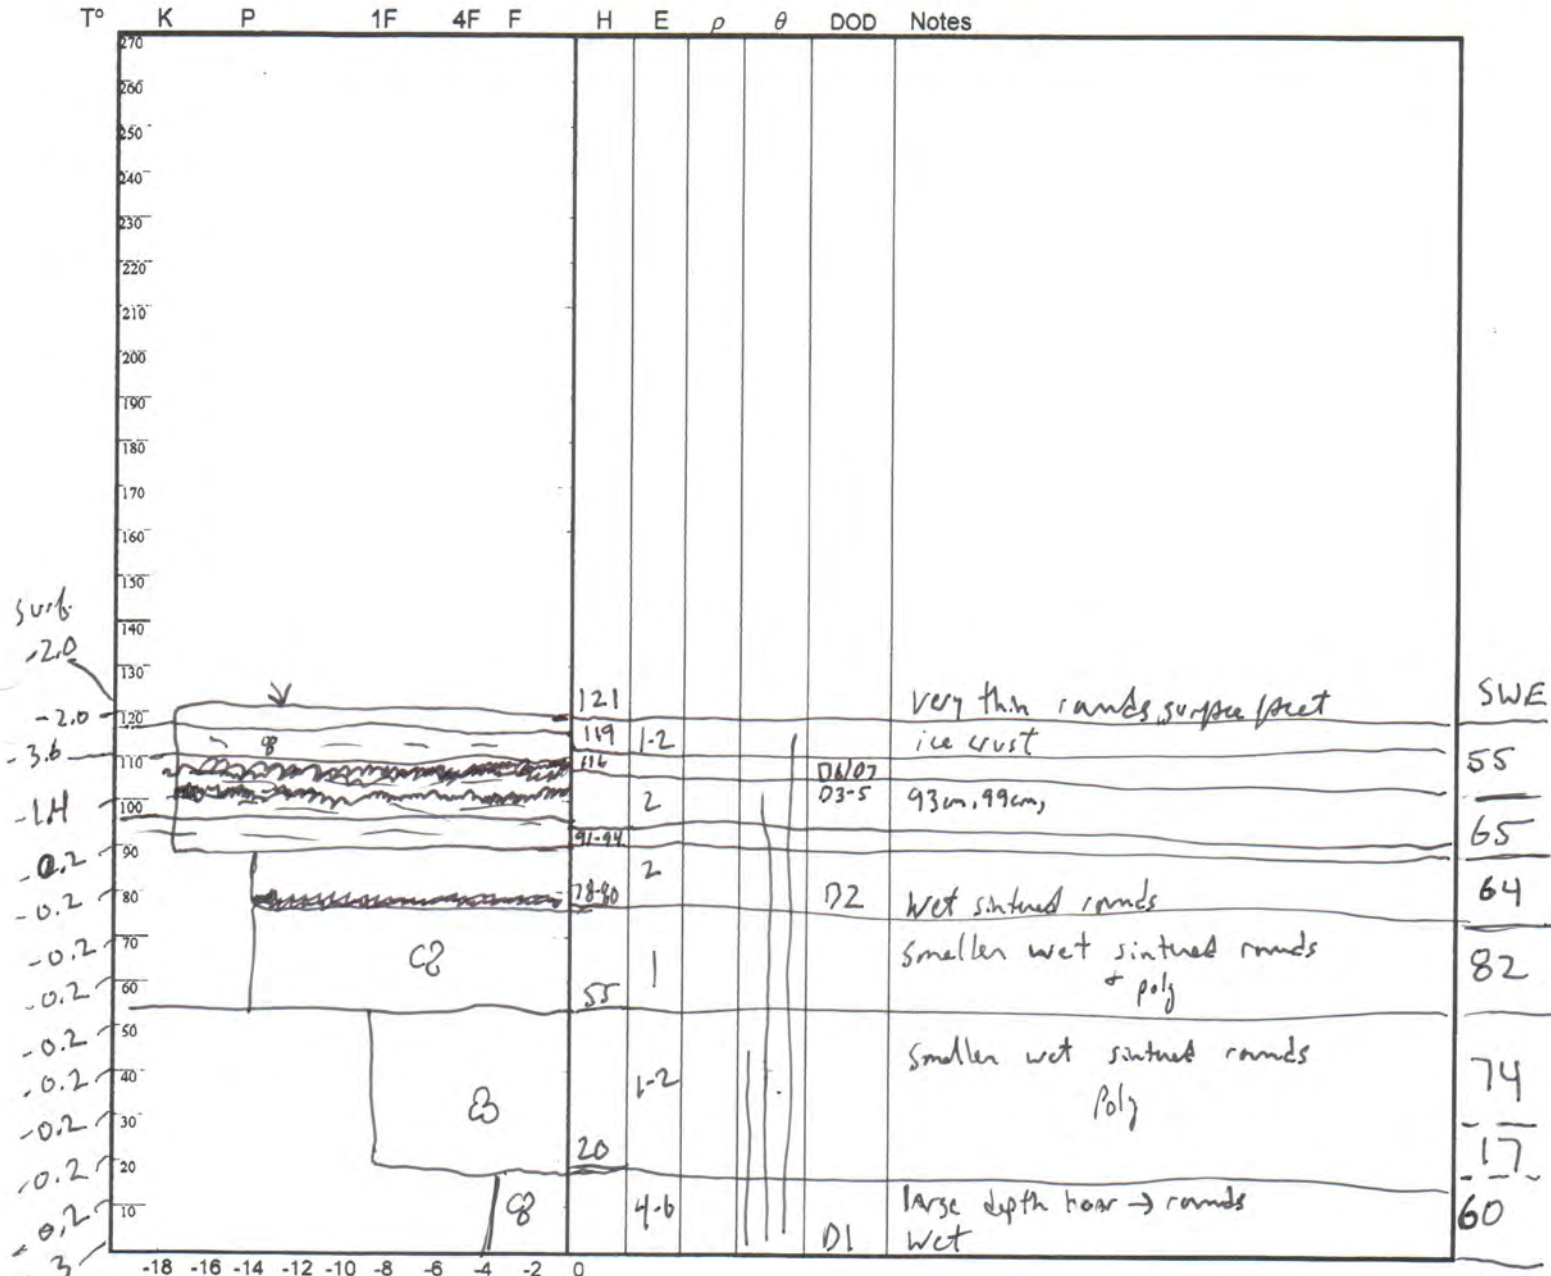 T° K P 1F 4F F H E ρ θ DOD Notes
270
260
250
240
230
220
210
200
190
180
170
160
150
140
surf.
-2.0
130
121 very thin rounds, surface SWE
-2.0 120
119 1-2 ice crust
-3.6 110 55
116 D6/D7
D3-5
-1.4 100 2 93cm, 99cm,
65
91-94
-0.2 90
2
-0.2 80 78-80 D2 Wet sintured rounds 64
-0.2 70 1 Smaller wet sintured rounds 82
-0.2 60 55 + poly
-0.2 50 Smaller wet sintured rounds
-0.2 40 1-2 74
Poly
-0.2 30
20 17
-0.2 20
-0.2 10 4-6 large depth hoar → rounds 60
D1 Wet
-18 -16 -14 -12 -10 -8 -6 -4 -2 0